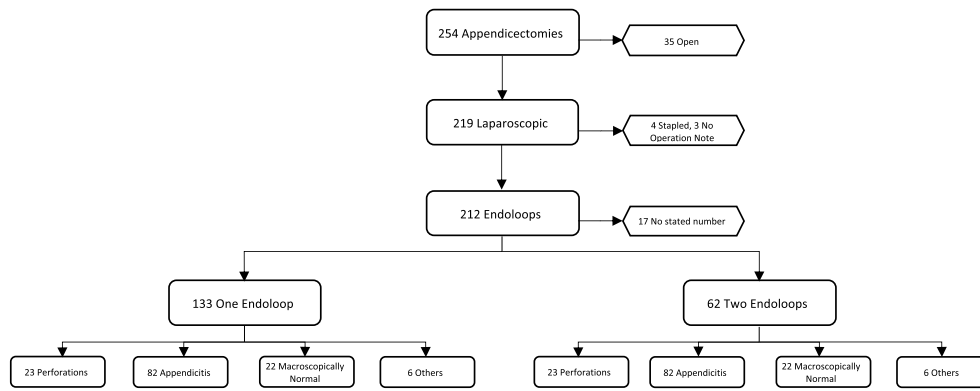 254 Appendicectomies
35 Open
219 Laparoscopic
4 Stapled, 3 No
Operation Note
212 Endoloops
17 No stated number
133 One Endoloop
62 Two Endoloops
23 Perforations
82 Appendicitis
22 Macroscopically
Normal
6 Others
23 Perforations
82 Appendicitis
22 Macroscopically
Normal
6 Others